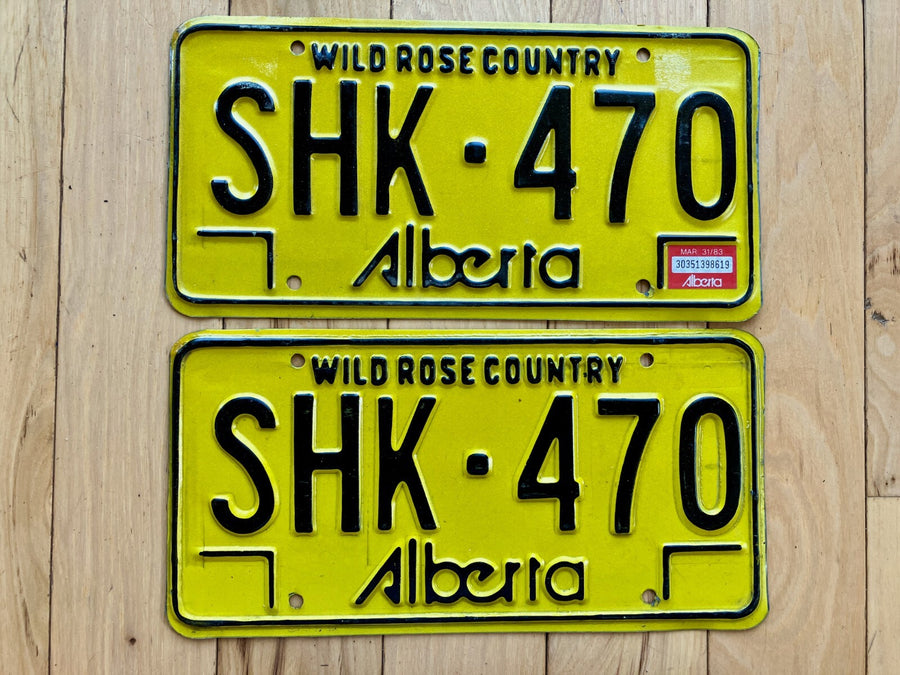 WILD ROSE COUNTRY
SHK·470
Alberta
MAR 31/83
30351398619
Alberta
WILD ROSE COUNTRY
SHK·470
Alberta